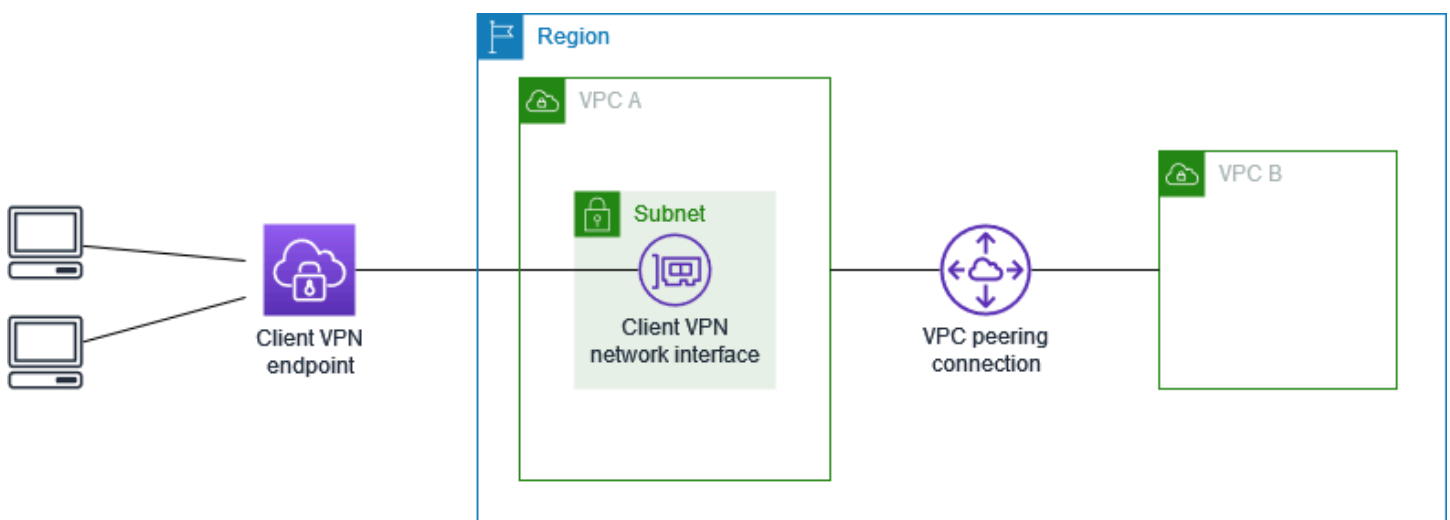 Region
VPC A
VPC B
Subnet
Client VPN
endpoint
Client VPN
network interface
VPC peering
connection